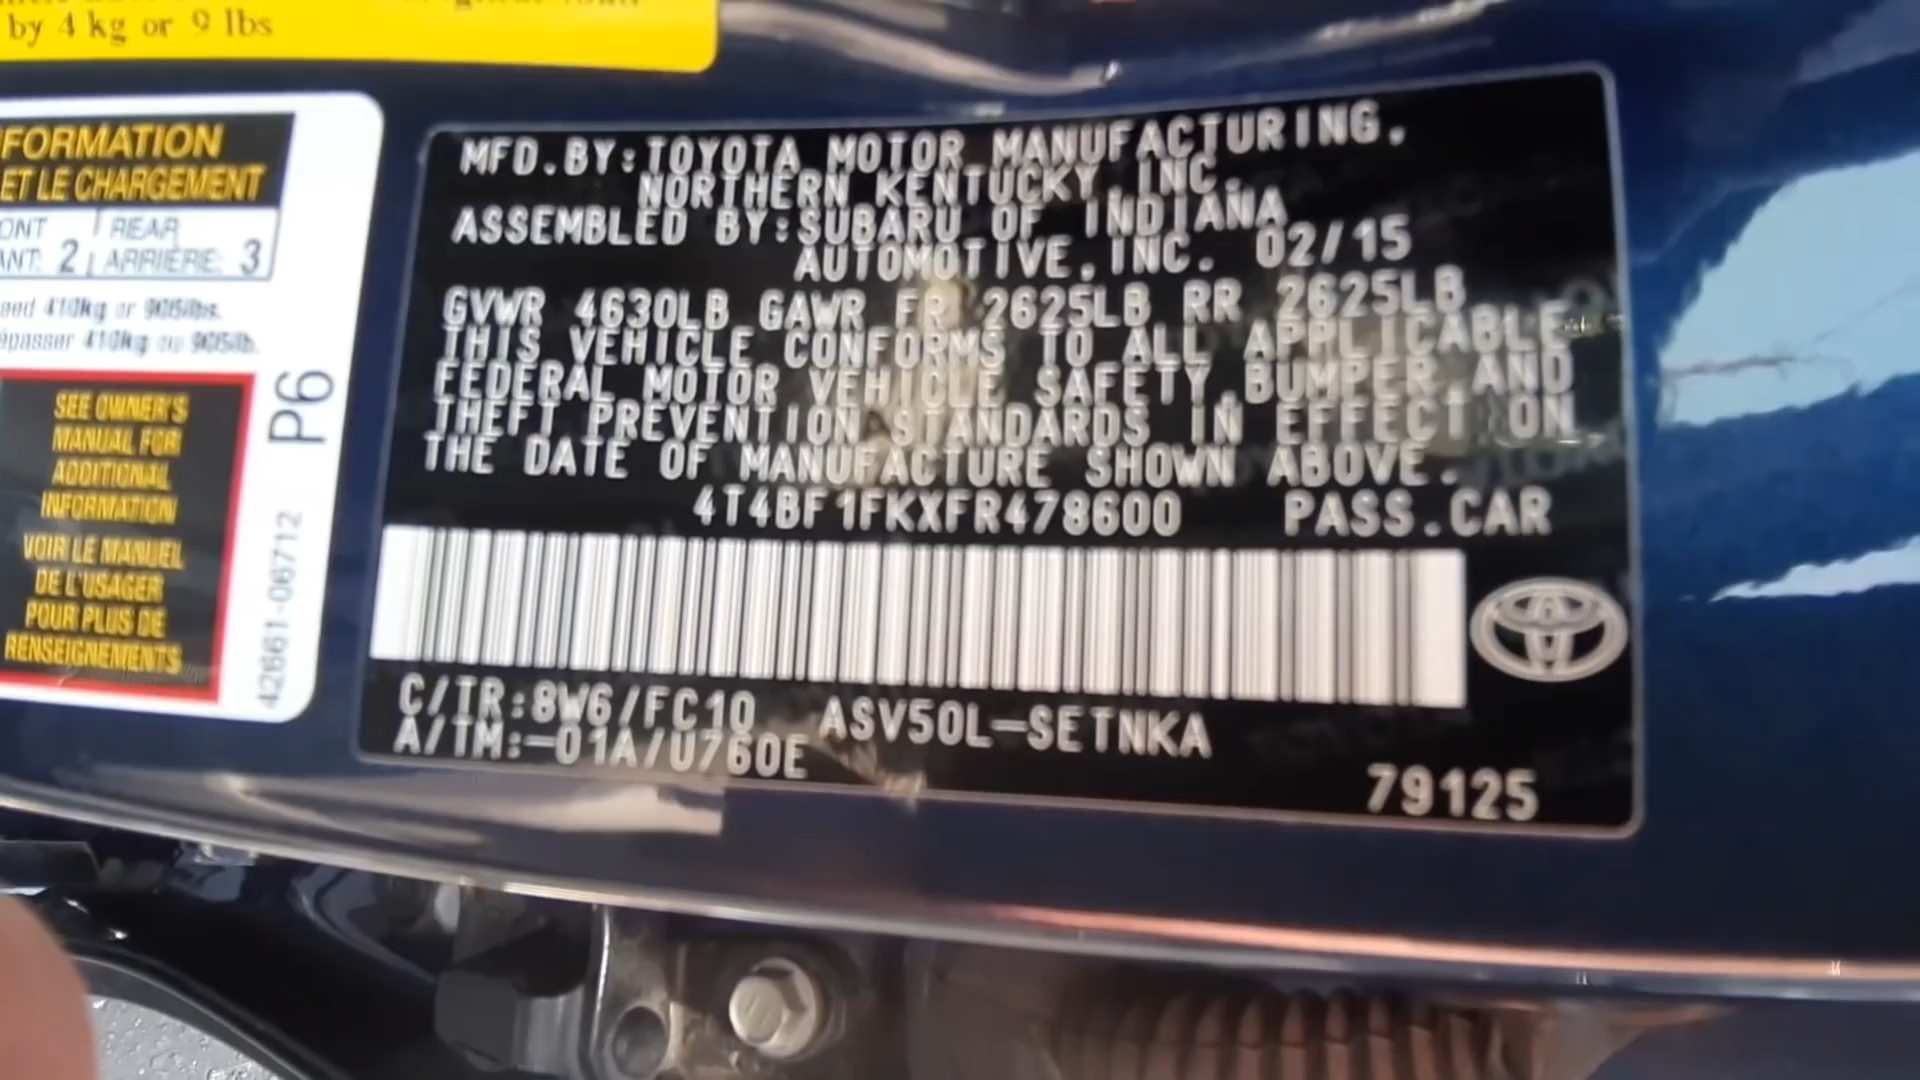 by 4 kg or 9 lbs
FORMATION
ET LE CHARGEMENT
ONT REAR
ANT: 2 ARRIÈRE: 3
eed 410kg or 905lbs.
épasser 410kg ou 905lb.
SEE OWNER'S
MANUAL FOR
ADDITIONAL
INFORMATION
VOIR LE MANUEL
DE L'USAGER
POUR PLUS DE
RENSEIGNEMENTS
P6
42661-06712
MFD.BY:TOYOTA MOTOR MANUFACTURING,
NORTHERN KENTUCKY,INC.
ASSEMBLED BY:SUBARU OF INDIANA
AUTOMOTIVE,INC. 02/15
GVWR 4630LB GAWR FR 2625LB RR 2625LB
THIS VEHICLE CONFORMS TO ALL APPLICABLE
FEDERAL MOTOR VEHICLE SAFETY,BUMPER,AND
THEFT PREVENTION STANDARDS IN EFFECT ON
THE DATE OF MANUFACTURE SHOWN ABOVE.
4T4BF1FKXFR478600 PASS.CAR
C/TR:8W6/FC10 ASV50L-SETNKA
A/TM:-01A/U760E
79125